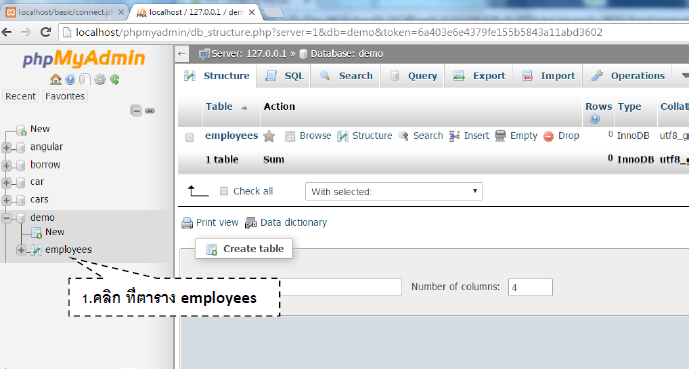 localhost/basic/connect.ph
localhost / 127.0.0.1 / dem
localhost/phpmyadmin/db_structure.php?server=1&db=demo&token=6a403e6e4379fe155b5843a11abd3602
phpMyAdmin
Recent Favorites
New
angular
borrow
car
cars
demo
New
employees
Server: 127.0.0.1 » Database: demo
Structure SQL Search Query Export Import Operations
Table Action Rows Type Collat
employees Browse Structure Search Insert Empty Drop 0 InnoDB utf8_g
1 table Sum 0 InnoDB utf8_g
Check all With selected:
Print view Data dictionary
Create table
Number of columns: 4
1.คลิก ที่ตาราง employees